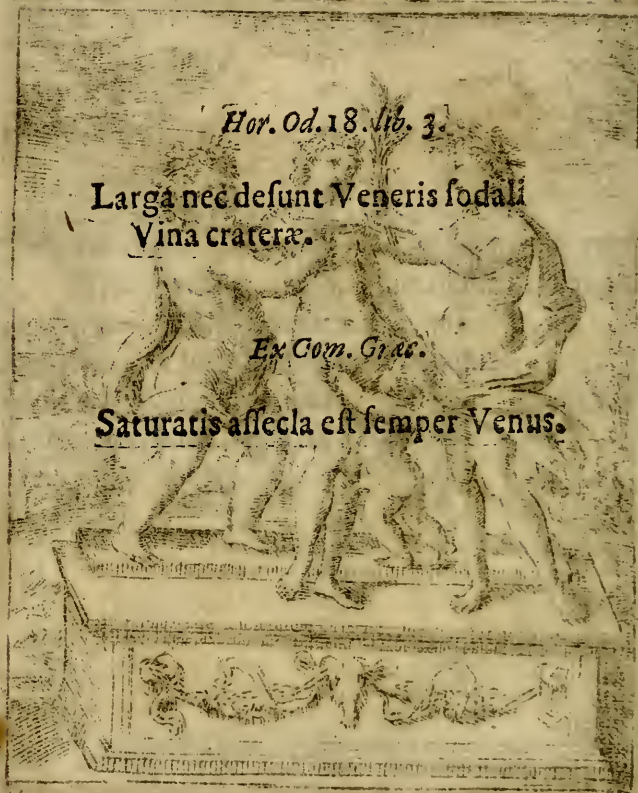 Hor. Od. 18. lib. 3.
Larga nec deſunt Veneris ſodali
Vina crateræ.
Ex Com. Græc.
Saturatis aſſecla eſt ſemper Venus.